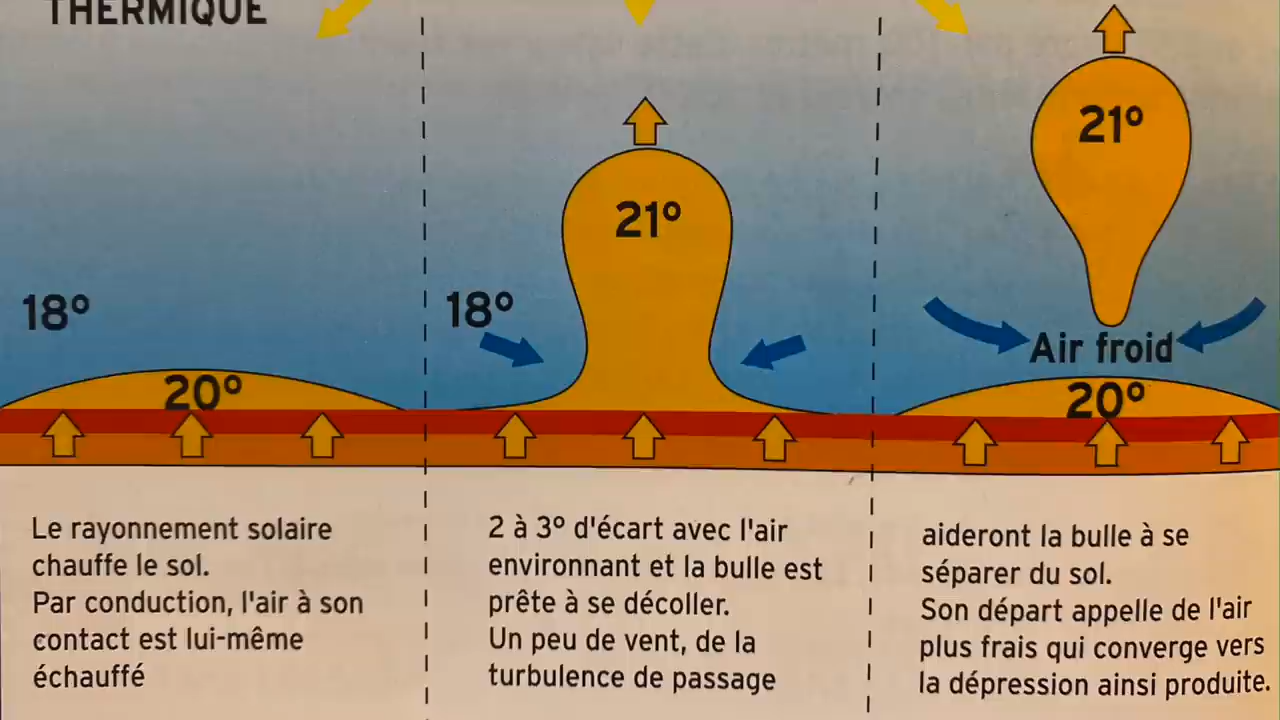 THERMIQUE
18°
20°
Le rayonnement solaire
chauffe le sol.
Par conduction, l'air à son
contact est lui-même
échauffé
21°
18°
2 à 3° d'écart avec l'air
environnant et la bulle est
prête à se décoller.
Un peu de vent, de la
turbulence de passage
21°
Air froid
20°
aideront la bulle à se
séparer du sol.
Son départ appelle de l'air
plus frais qui converge vers
la dépression ainsi produite.